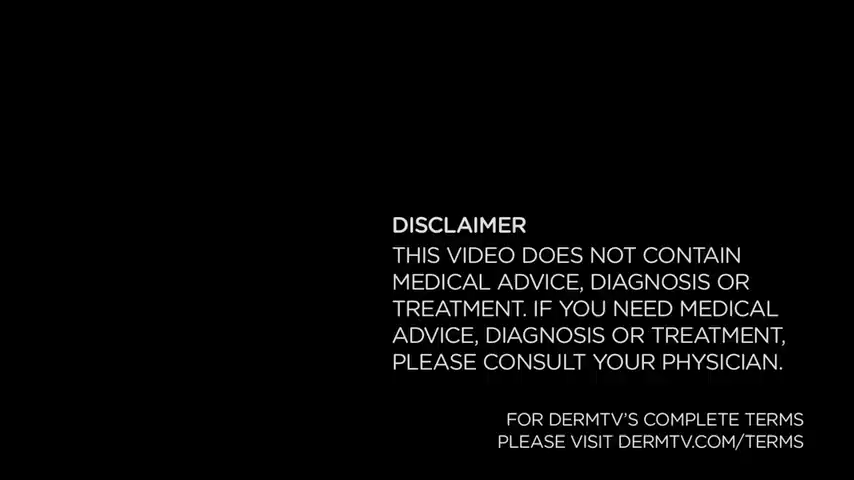 DISCLAIMER
THIS VIDEO DOES NOT CONTAIN
MEDICAL ADVICE, DIAGNOSIS OR
TREATMENT. IF YOU NEED MEDICAL
ADVICE, DIAGNOSIS OR TREATMENT,
PLEASE CONSULT YOUR PHYSICIAN.
FOR DERMTV'S COMPLETE TERMS
PLEASE VISIT DERMTV.COM/TERMS